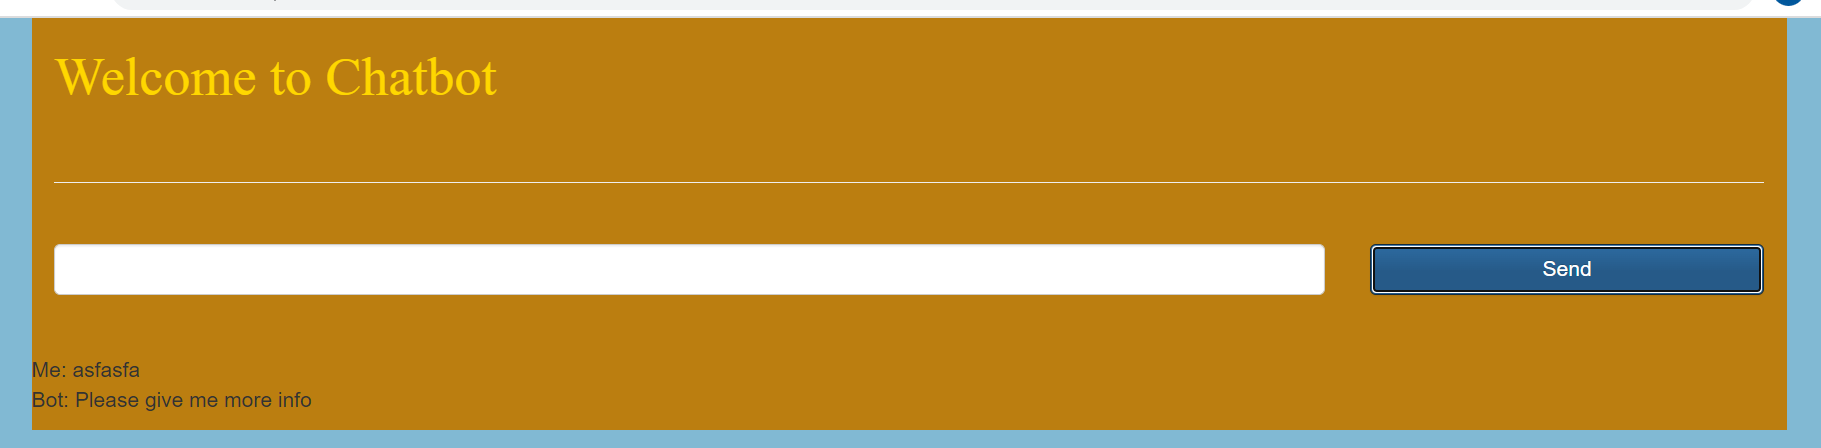 Welcome to Chatbot
Send
Me: asfasfa
Bot: Please give me more info